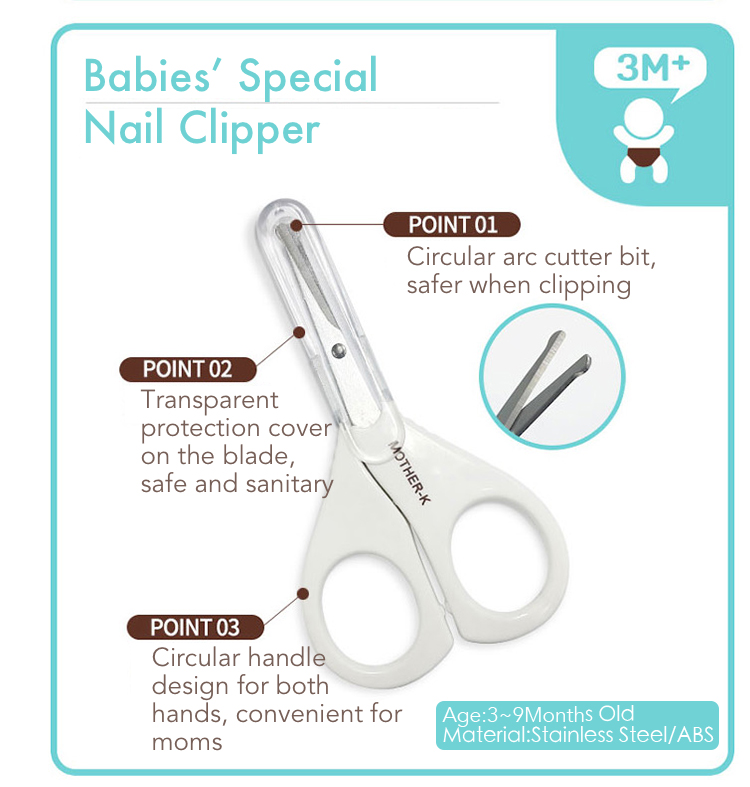 Babies’ Special
Nail Clipper
3M+
POINT 01
Circular arc cutter bit,
safer when clipping
POINT 02
Transparent
protection cover
on the blade,
safe and sanitary
MOTHER-K
POINT 03
Circular handle
design for both
hands, convenient for
moms
Age:3~9Months Old
Material:Stainless Steel/ABS